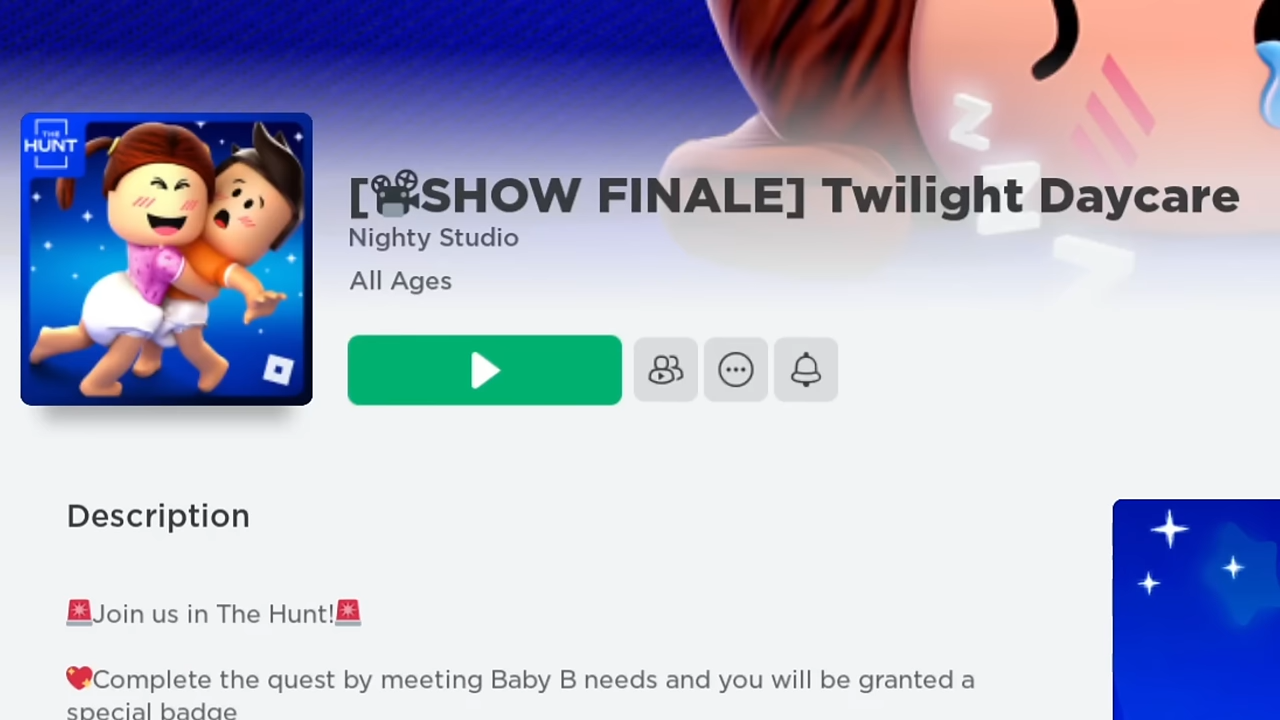 THE
HUNT
[🎥SHOW FINALE] Twilight Daycare
Nighty Studio
All Ages
Z
Z
Z
Description
🚨Join us in The Hunt!🚨
💖Complete the quest by meeting Baby B needs and you will be granted a
special badge